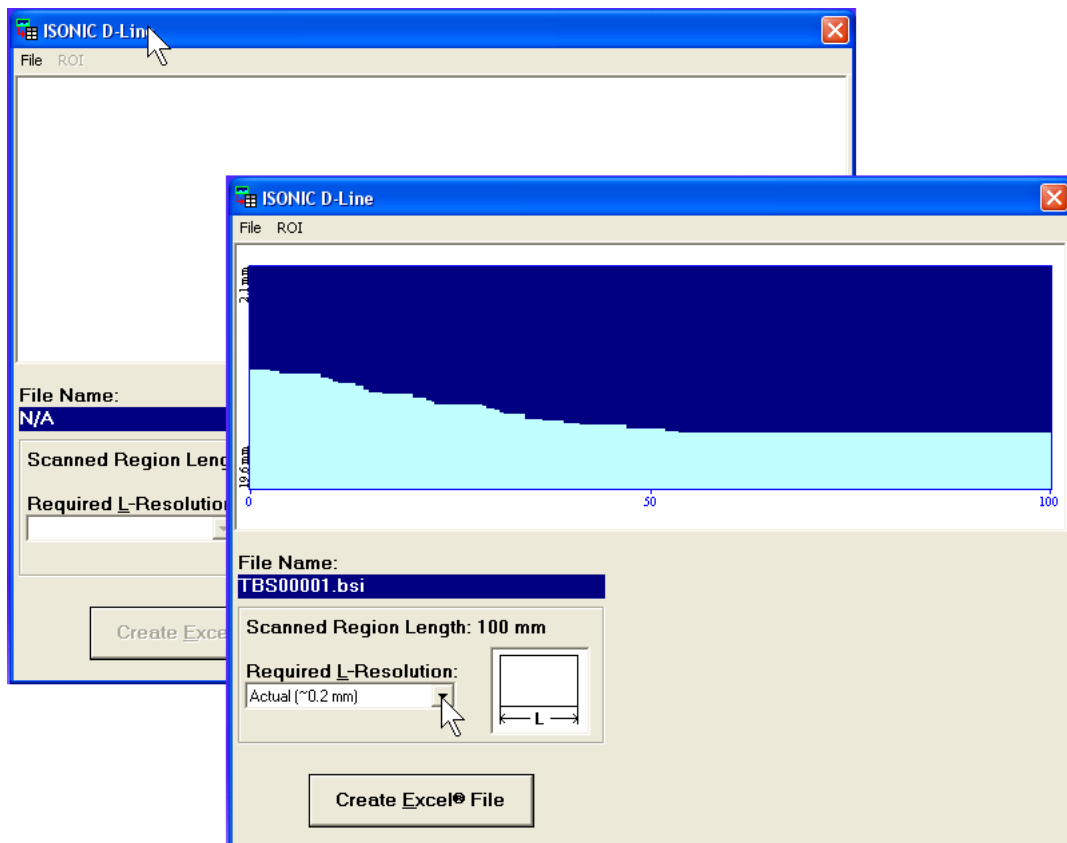 ISONIC D-Line
File ROI
File Name:
N/A
Scanned Region
Required L-Resolution
Create
ISONIC D-Line
File ROI
2.1 mm
19.6 mm
0 50 100
File Name:
TBS00001.bsi
Scanned Region Length: 100 mm
Required L-Resolution:
Actual (~0.2 mm)
L
Create Excel® File